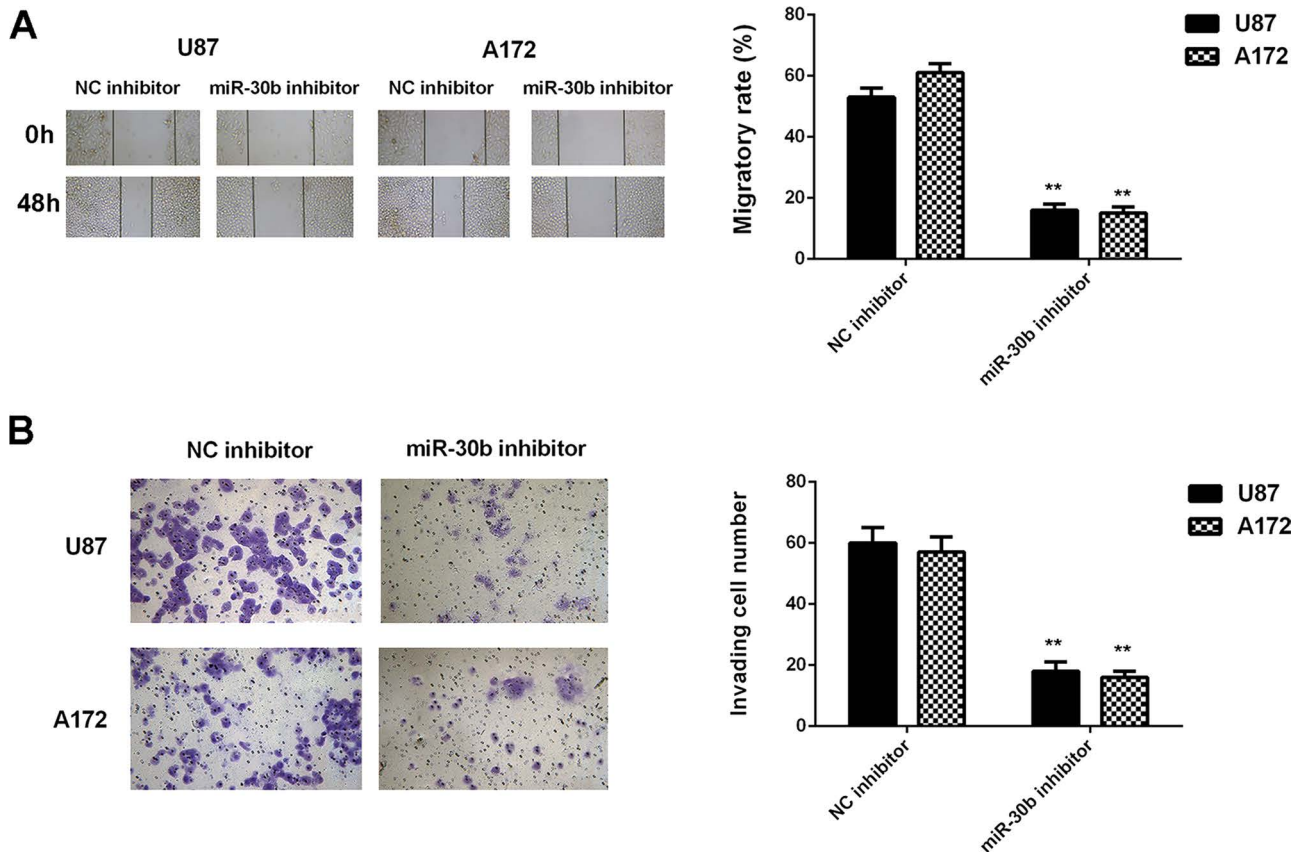 A
U87 A172
NC inhibitor miR-30b inhibitor NC inhibitor miR-30b inhibitor
0h
48h
Migratory rate (%)
80
60
40
20
0
** **
NC inhibitor
miR-30b inhibitor
U87
A172
B
NC inhibitor miR-30b inhibitor
U87
A172
Invading cell number
80
60
40
20
0
** **
NC inhibitor
miR-30b inhibitor
U87
A172